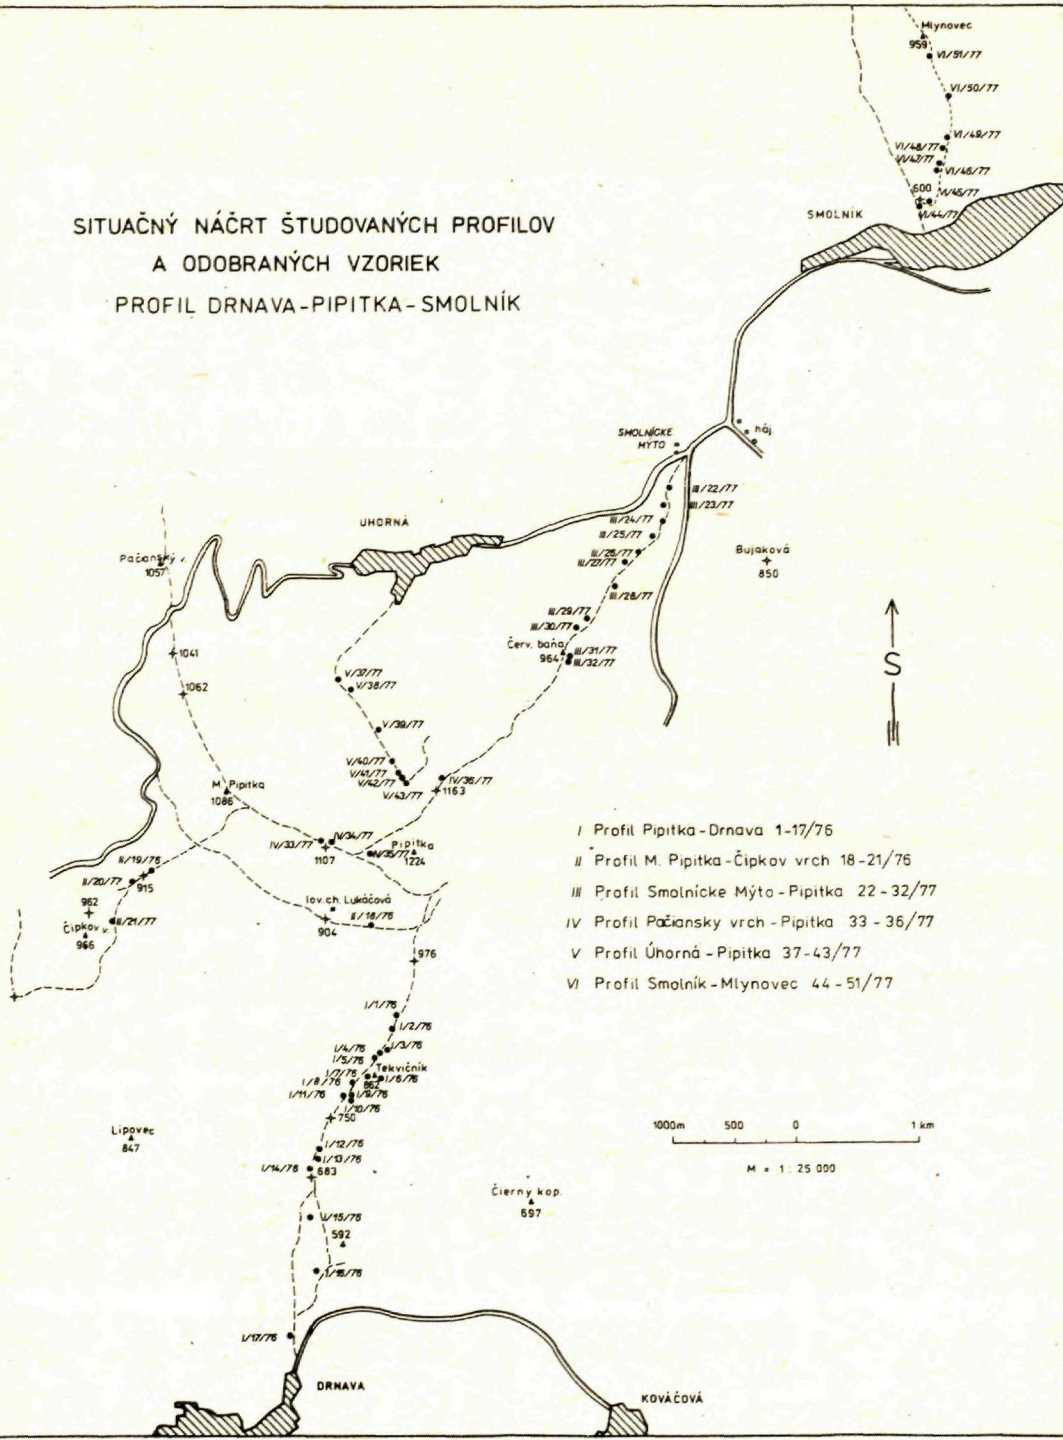 Mlynovec
959
VI/51/77
VI/50/77
VI/49/77
VI/48/77
VI/47/77
VI/46/77
600
VI/45/77
VI/44/77
SMOLNÍK
SITUAČNÝ NÁČRT ŠTUDOVANÝCH PROFILOV
A ODOBRANÝCH VZORIEK
PROFIL DRNAVA-PIPITKA-SMOLNÍK
SMOLNÍCKE
MÝTO
háj
III/22/77
III/23/77
III/24/77
III/25/77
III/26/77
III/27/77
III/28/77
UHORNÁ
Bujaková
850
Pačianský v.
1057
III/29/77
III/30/77
Červ. baňa
964
III/31/77
III/32/77
S
1041
1062
V/37/77
V/38/77
V/39/77
V/40/77
V/41/77
V/42/77
V/43/77
IV/36/77
1163
M. Pipitka
1086
IV/33/77
IV/34/77
1107
Pipitka
1224
IV/35/77
II/19/76
II/20/77
915
962
II/21/77
Čipkov v.
966
lov. ch. Lukáčová
II/18/76
904
976
I Profil Pipitka-Drnava 1-17/76
II Profil M. Pipitka-Čipkov vrch 18-21/76
III Profil Smolnícke Mýto-Pipitka 22-32/77
IV Profil Pačiansky vrch-Pipitka 33-36/77
V Profil Úhorná-Pipitka 37-43/77
VI Profil Smolník-Mlynovec 44-51/77
I/1/76
I/2/76
I/3/76
I/4/76
I/5/76
I/7/76
Tekvičník
862
I/6/76
I/8/76
I/9/76
I/11/76
I/10/76
750
I/12/76
I/13/76
I/14/76
683
Lipovec
847
1000m 500 0 1 km
M = 1 : 25 000
Čierny kop.
697
I/15/76
592
I/16/76
I/17/76
DRNAVA
KOVÁČOVÁ